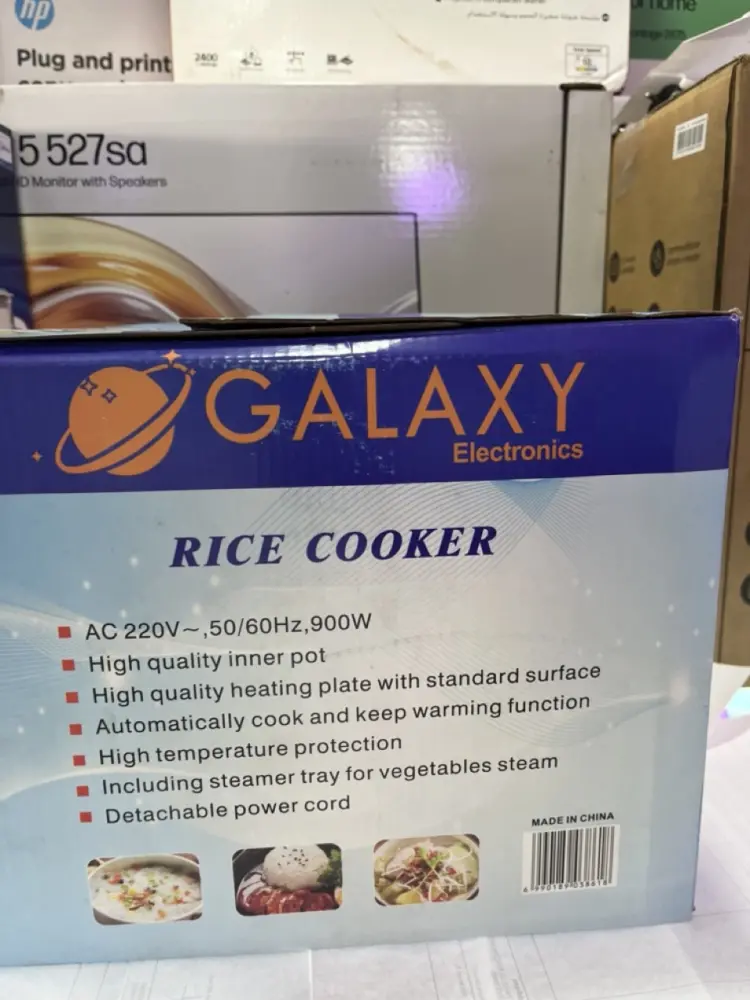 hp
Plug and print
2400
5 527sa
D Monitor with Speakers
GALAXY
Electronics
RICE COOKER
AC 220V~,50/60Hz,900W
High quality inner pot
High quality heating plate with standard surface
Automatically cook and keep warming function
High temperature protection
Including steamer tray for vegetables steam
Detachable power cord
MADE IN CHINA